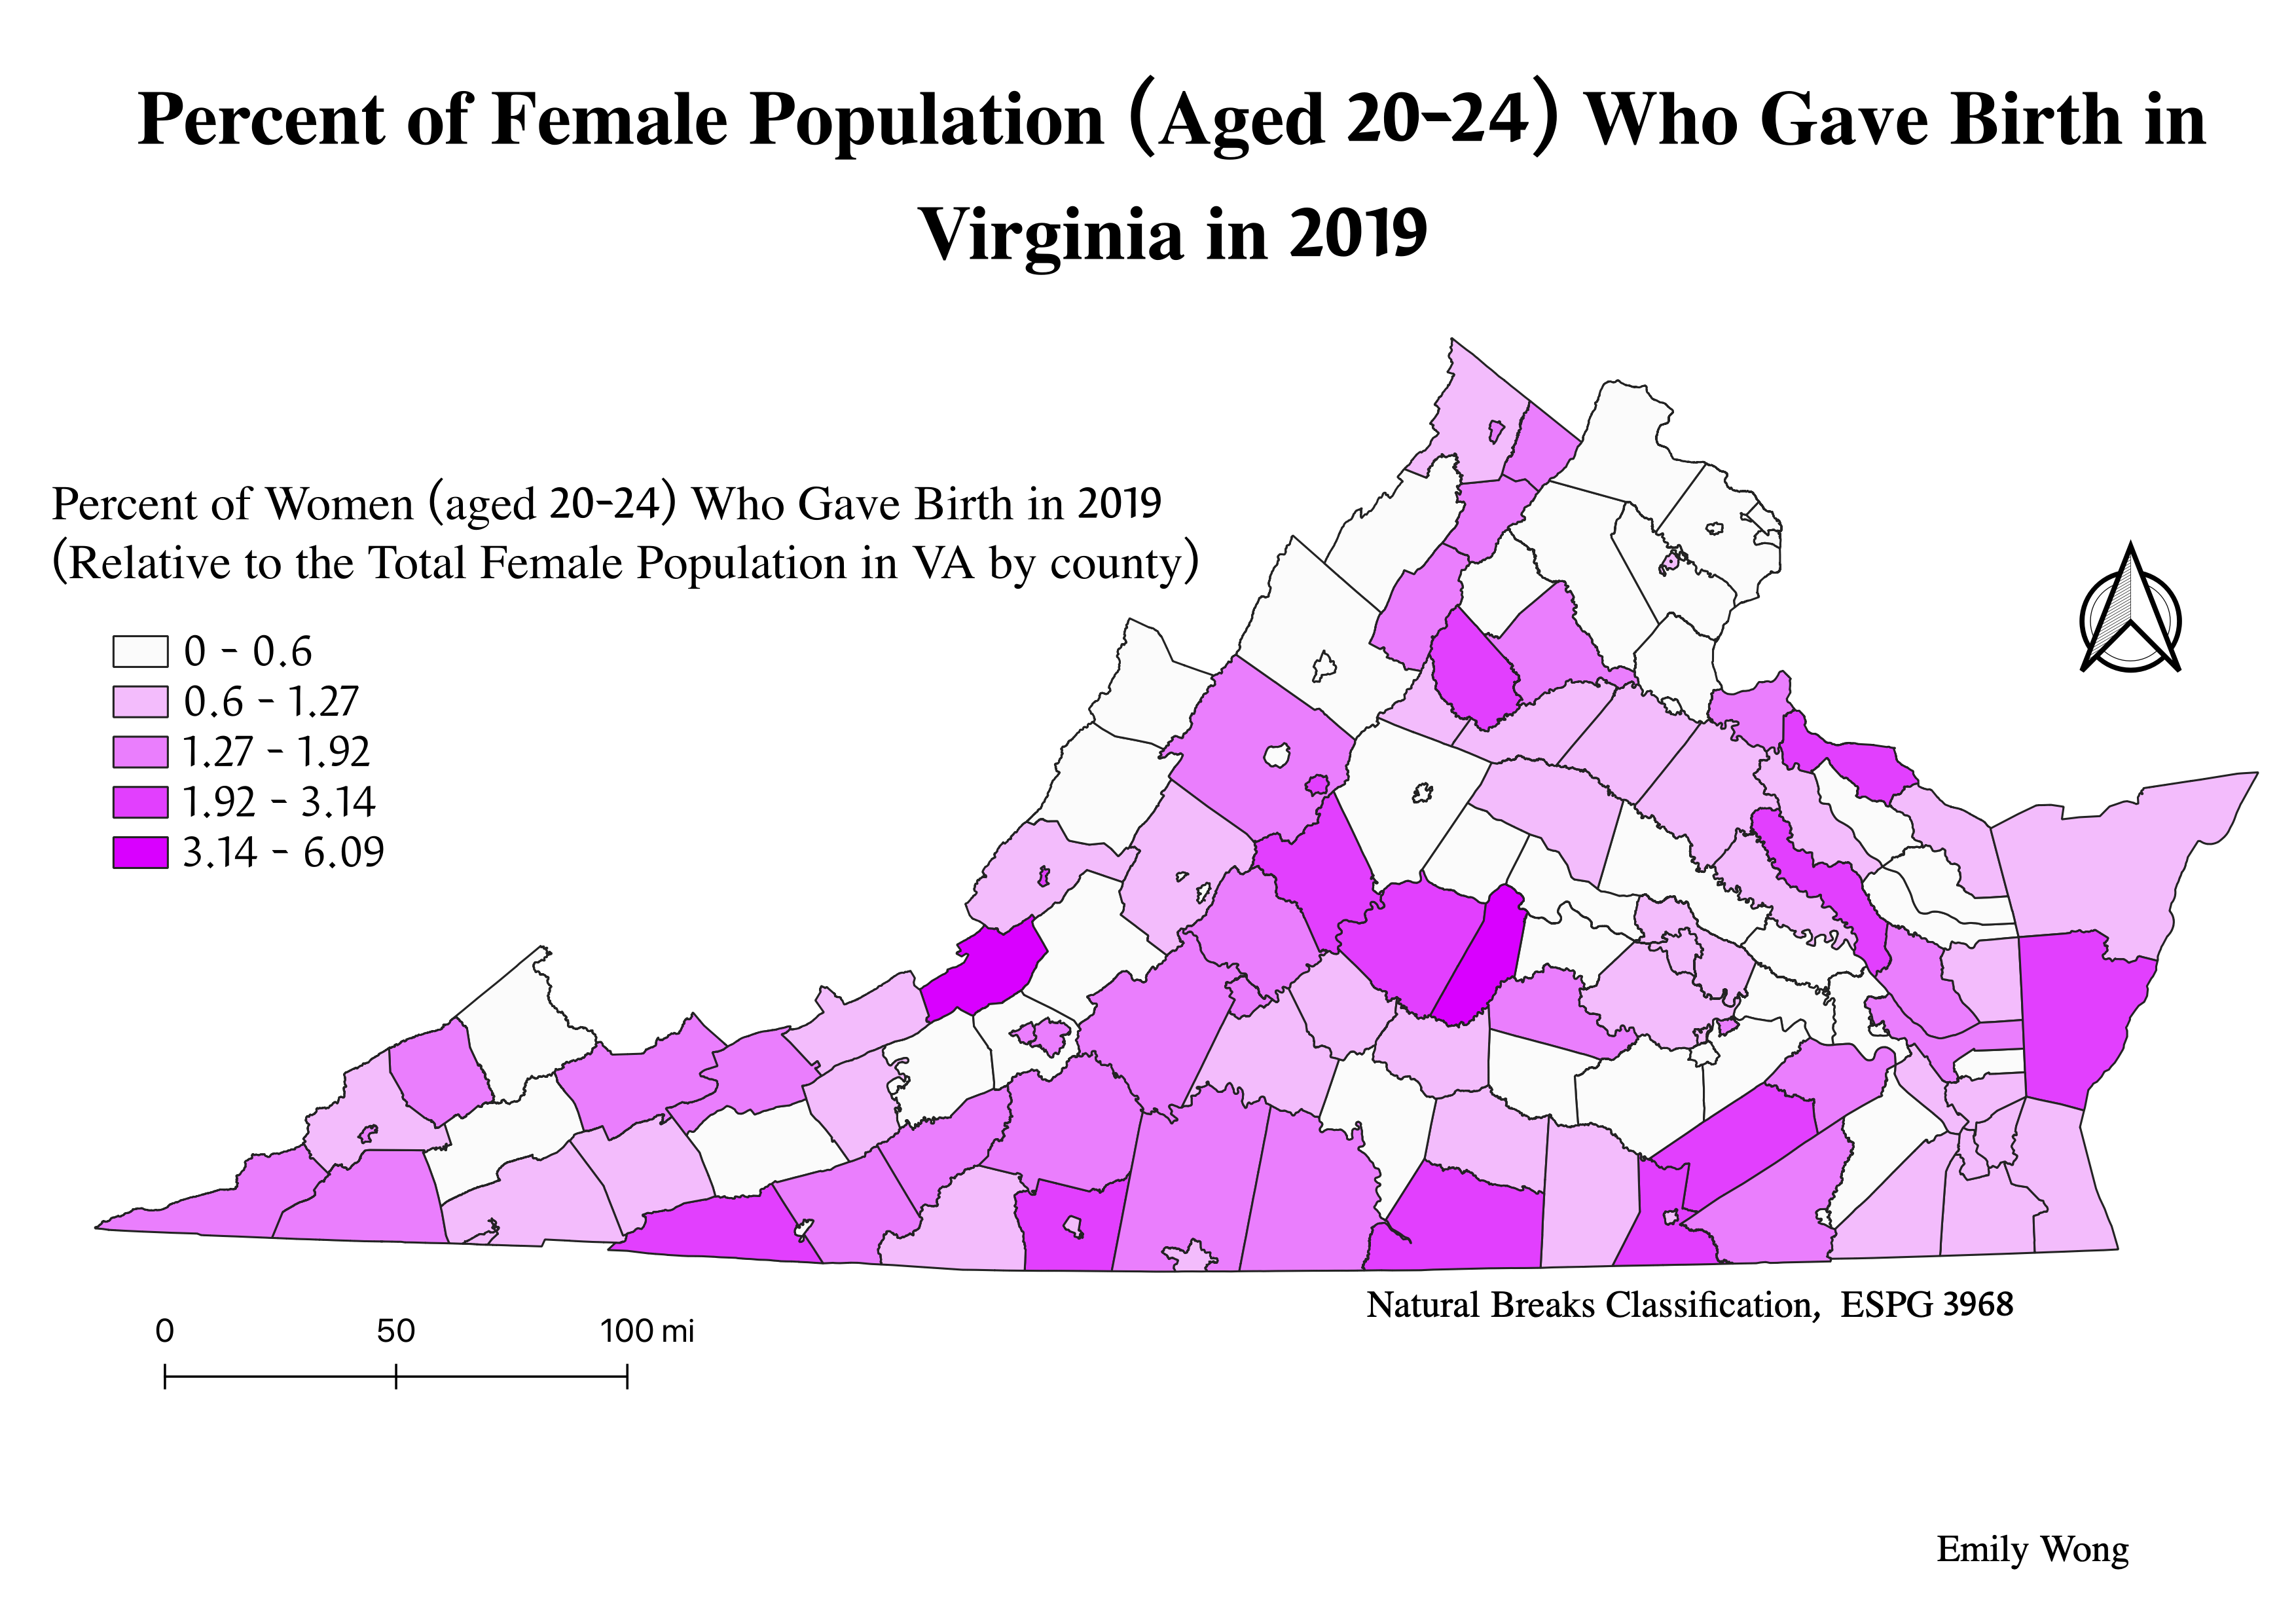 Percent of Female Population (Aged 20-24) Who Gave Birth in
Virginia in 2019
Percent of Women (aged 20-24) Who Gave Birth in 2019
(Relative to the Total Female Population in VA by county)
0 - 0.6
0.6 - 1.27
1.27 - 1.92
1.92 - 3.14
3.14 - 6.09
Natural Breaks Classification, ESPG 3968
0 50 100 mi
Emily Wong